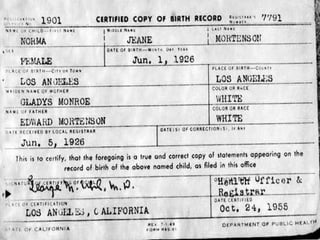 1901 CERTIFIED COPY OF BIRTH RECORD REGISTRAR'S NUMBER 7791
NAME OF CHILD—FIRST NAME MIDDLE NAME LAST NAME
NORMA JEANE MORTENSON
SEX DATE OF BIRTH—MONTH, DAY, YEAR
FEMALE Jun. 1, 1926
PLACE OF BIRTH—CITY OR TOWN PLACE OF BIRTH—COUNTY
LOS ANGELES LOS ANGELES
MAIDEN NAME OF MOTHER COLOR OR RACE
GLADYS MONROE WHITE
NAME OF FATHER COLOR OR RACE
EDWARD MORTENSON WHITE
DATE RECEIVED BY LOCAL REGISTRAR DATE(S) OF CORRECTION(S), IF ANY
Jun. 5, 1926
This is to certify, that the foregoing is a true and correct copy of statements appearing on the
record of birth of the above named child, as filed in this office
George M. Uhl, M.D. Health Officer &
Registrar
PLACE OF CERTIFICATION DATE CERTIFIED
LOS ANGELES, CALIFORNIA Oct. 24, 1955
STATE OF CALIFORNIA DEPARTMENT OF PUBLIC HEALTH